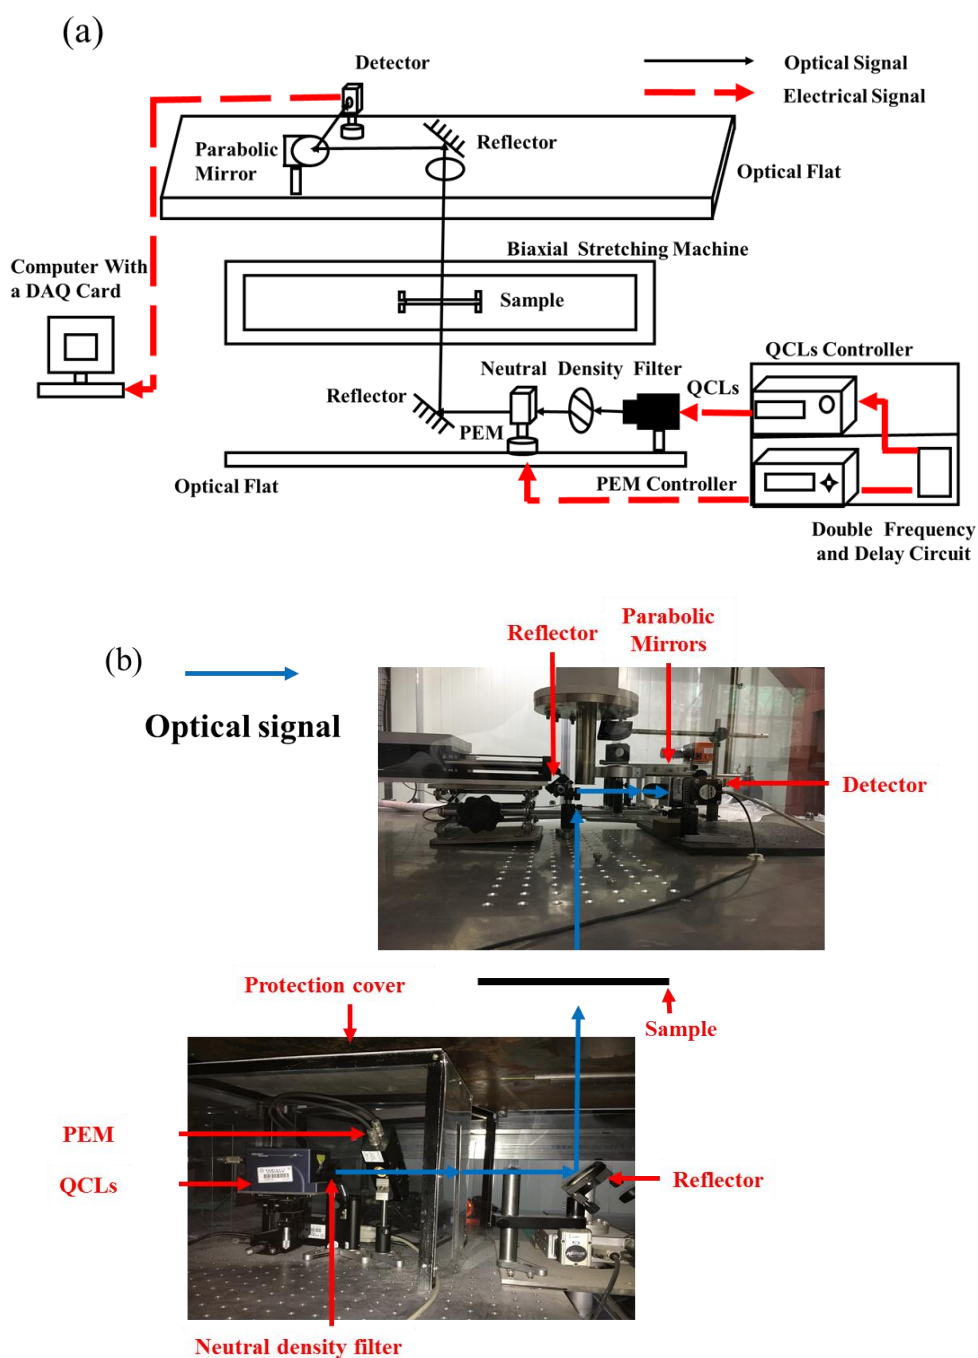 (a)
Detector
Optical Signal
Electrical Signal
Parabolic
Mirror
Reflector
Optical Flat
Biaxial Stretching Machine
Computer With
a DAQ Card
Sample
QCLs Controller
Neutral Density Filter
QCLs
Reflector
PEM
Optical Flat
PEM Controller
Double Frequency
and Delay Circuit
(b)
Optical signal
Reflector
Parabolic
Mirrors
Detector
Protection cover
Sample
PEM
QCLs
Reflector
Neutral density filter